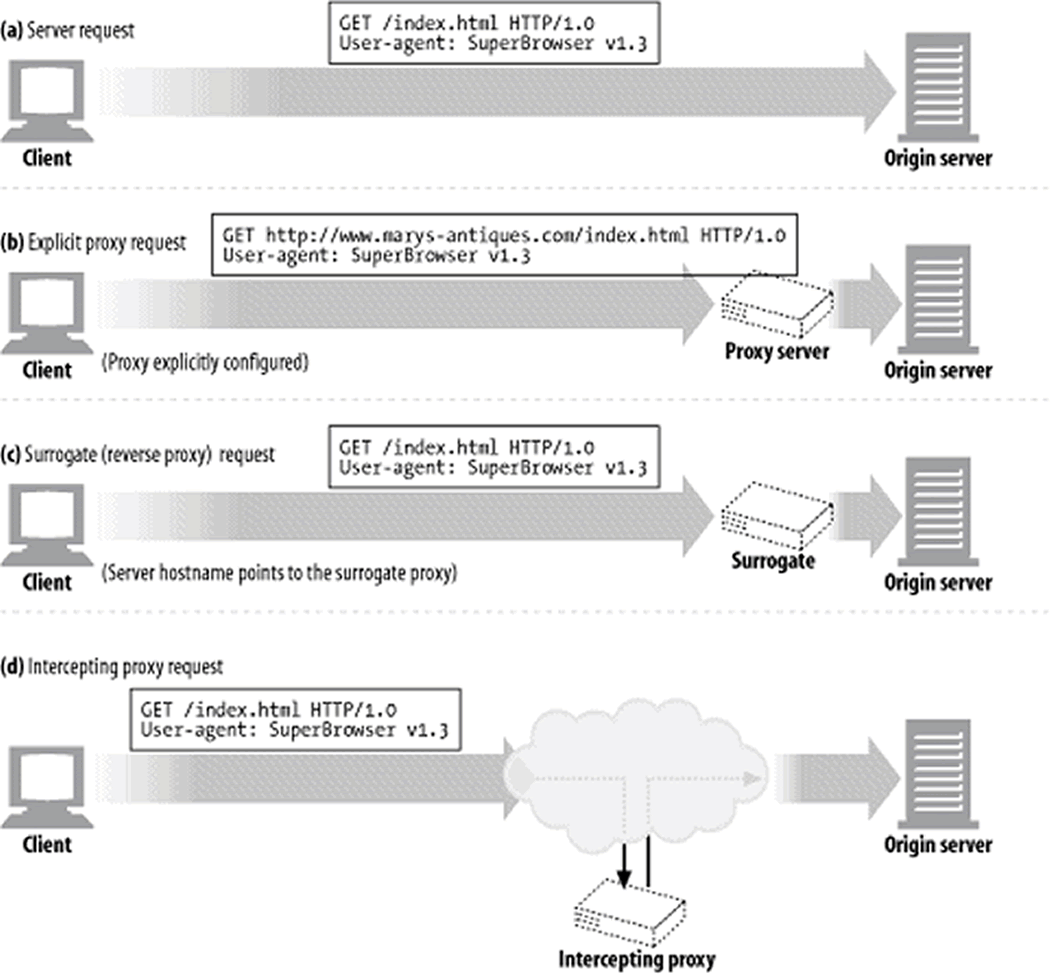 (a) Server request
GET /index.html HTTP/1.0
User-agent: SuperBrowser v1.3
Client
Origin server
(b) Explicit proxy request
GET http://www.marys-antiques.com/index.html HTTP/1.0
User-agent: SuperBrowser v1.3
Client
(Proxy explicitly configured)
Proxy server
Origin server
(c) Surrogate (reverse proxy) request
GET /index.html HTTP/1.0
User-agent: SuperBrowser v1.3
Client
(Server hostname points to the surrogate proxy)
Surrogate
Origin server
(d) Intercepting proxy request
GET /index.html HTTP/1.0
User-agent: SuperBrowser v1.3
Client
Origin server
Intercepting proxy